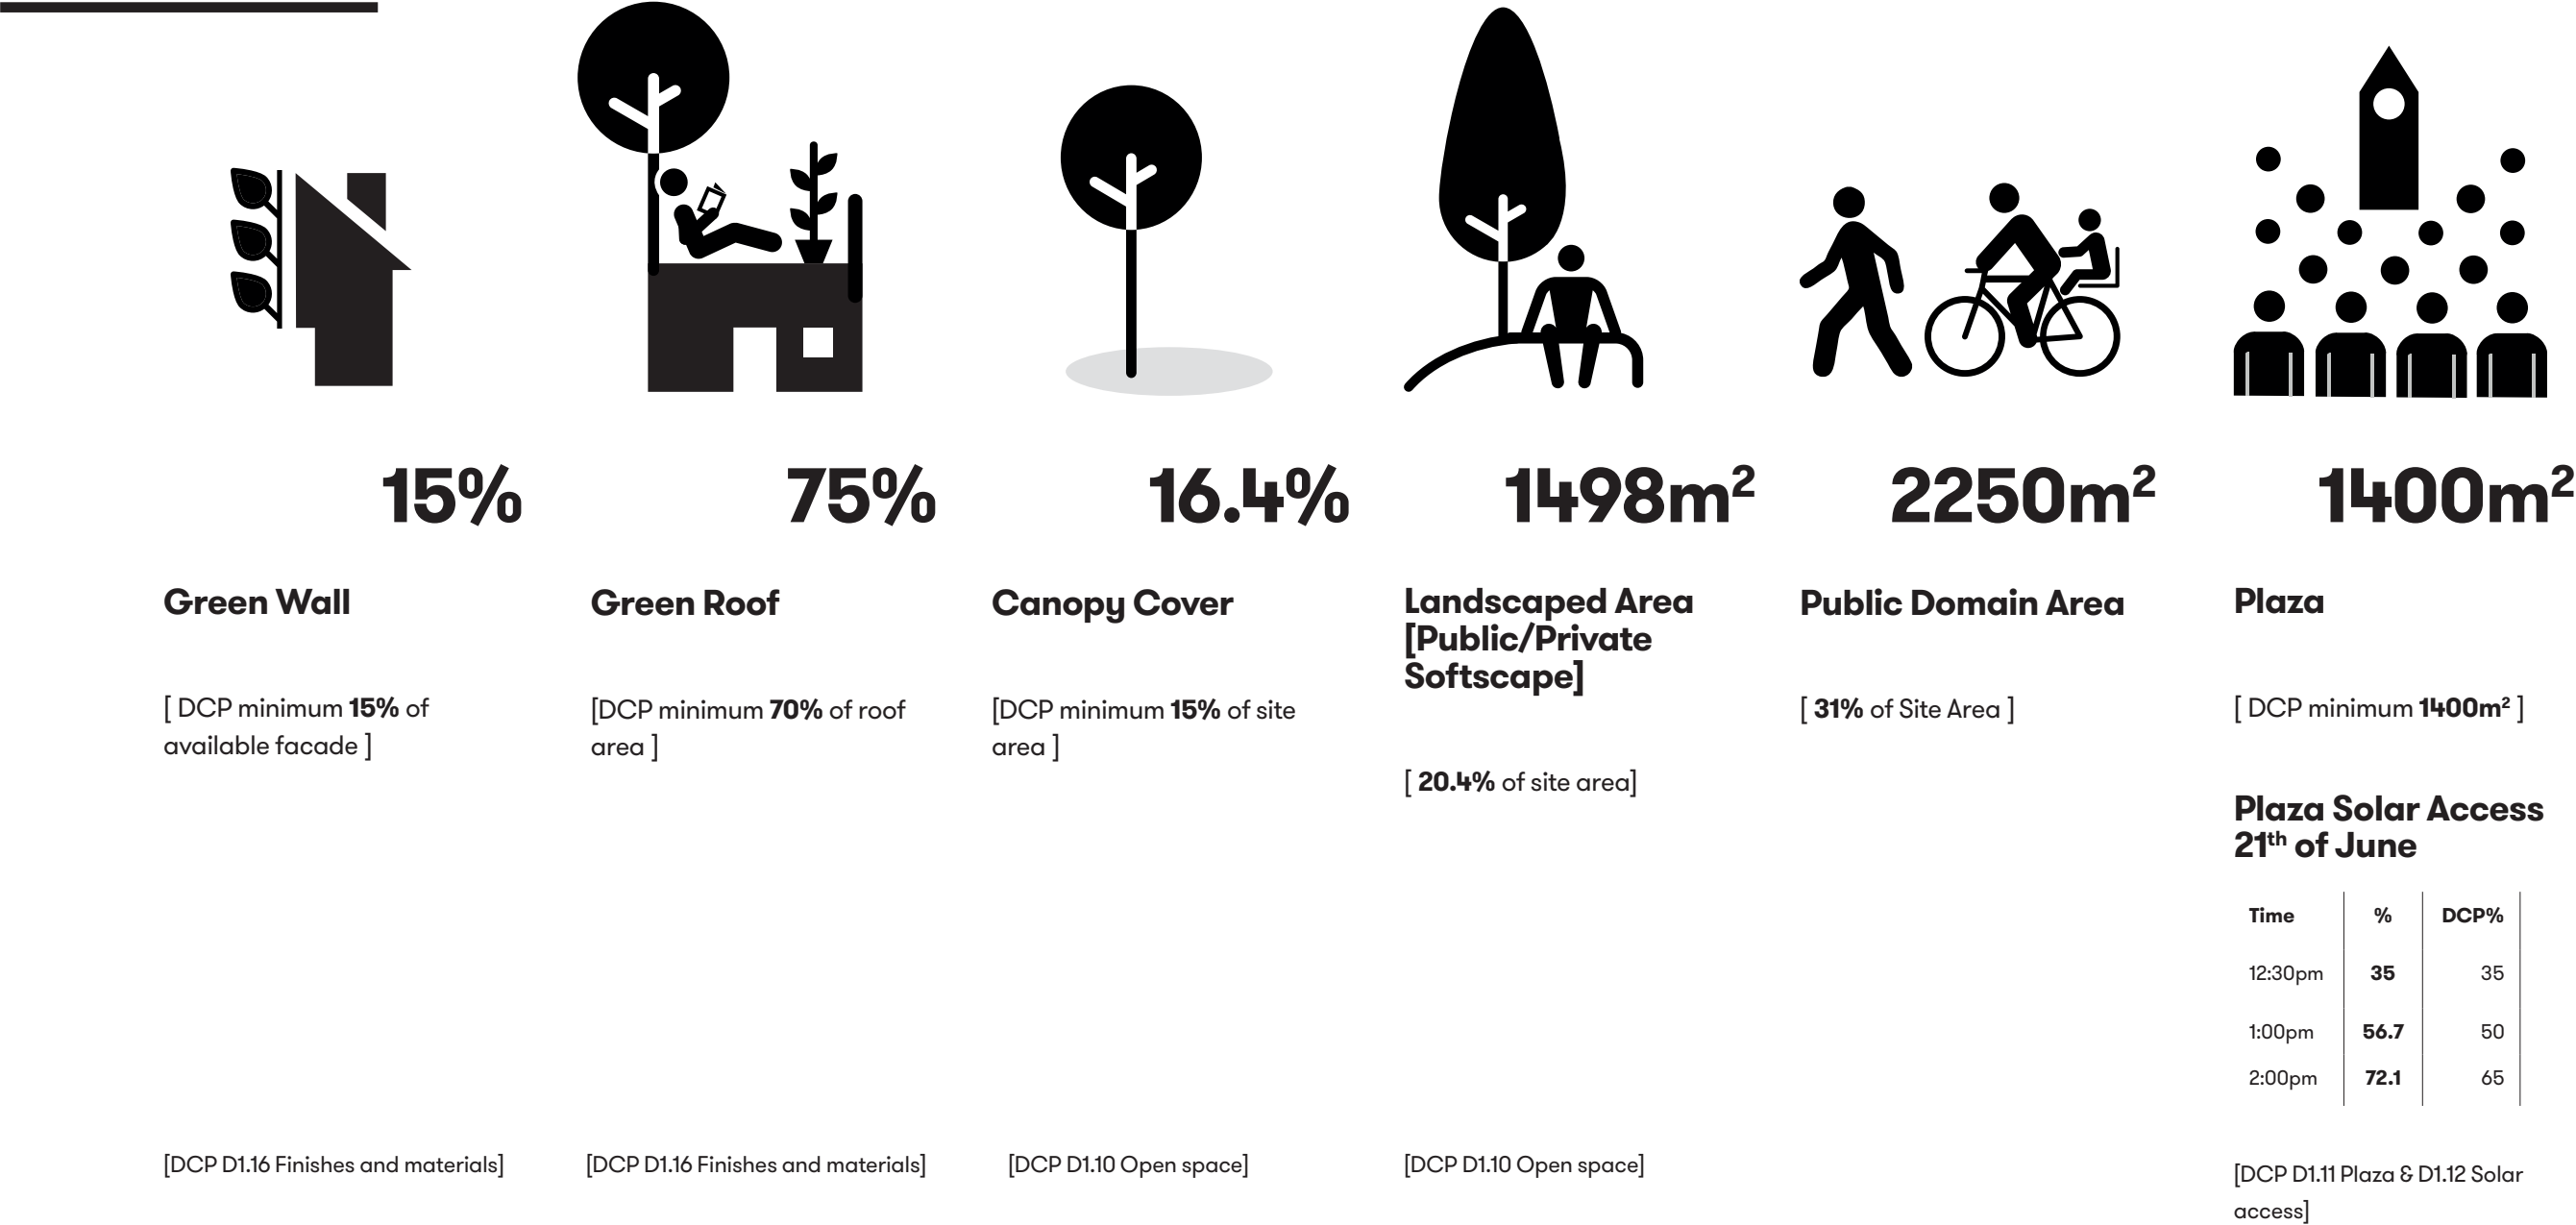 15%
Green Wall
[ DCP minimum 15% of
available facade ]
[DCP D1.16 Finishes and materials]
75%
Green Roof
[DCP minimum 70% of roof
area ]
[DCP D1.16 Finishes and materials]
16.4%
Canopy Cover
[DCP minimum 15% of site
area ]
[DCP D1.10 Open space]
1498m²
Landscaped Area
[Public/Private
Softscape]
[ 20.4% of site area]
[DCP D1.10 Open space]
2250m²
Public Domain Area
[ 31% of Site Area ]
1400m²
Plaza
[ DCP minimum 1400m² ]
Plaza Solar Access
21th of June
Time % DCP%
12:30pm 35 35
1:00pm 56.7 50
2:00pm 72.1 65
[DCP D1.11 Plaza & D1.12 Solar
access]